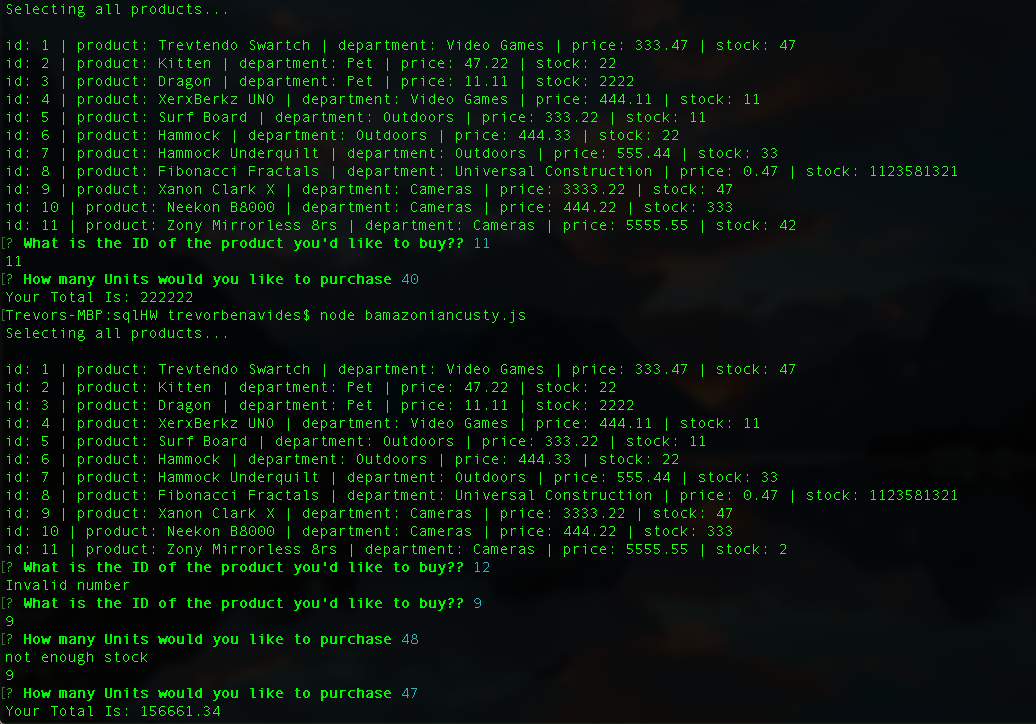 Selecting all products...
id: 1 | product: Trevtendo Swartch | department: Video Games | price: 333.47 | stock: 47
id: 2 | product: Kitten | department: Pet | price: 47.22 | stock: 22
id: 3 | product: Dragon | department: Pet | price: 11.11 | stock: 2222
id: 4 | product: XerxBerkz UNO | department: Video Games | price: 444.11 | stock: 11
id: 5 | product: Surf Board | department: Outdoors | price: 333.22 | stock: 11
id: 6 | product: Hammock | department: Outdoors | price: 444.33 | stock: 22
id: 7 | product: Hammock Underquilt | department: Outdoors | price: 555.44 | stock: 33
id: 8 | product: Fibonacci Fractals | department: Universal Construction | price: 0.47 | stock: 1123581321
id: 9 | product: Xanon Clark X | department: Cameras | price: 3333.22 | stock: 47
id: 10 | product: Neekon B8000 | department: Cameras | price: 444.22 | stock: 333
id: 11 | product: Zony Mirrorless 8rs | department: Cameras | price: 5555.55 | stock: 42
[? What is the ID of the product you'd like to buy?? 11
11
[? How many Units would you like to purchase 40
Your Total Is: 222222
[Trevors-MBP:sqlHW trevorbenavides$ node bamazoniancusty.js
Selecting all products...
id: 1 | product: Trevtendo Swartch | department: Video Games | price: 333.47 | stock: 47
id: 2 | product: Kitten | department: Pet | price: 47.22 | stock: 22
id: 3 | product: Dragon | department: Pet | price: 11.11 | stock: 2222
id: 4 | product: XerxBerkz UNO | department: Video Games | price: 444.11 | stock: 11
id: 5 | product: Surf Board | department: Outdoors | price: 333.22 | stock: 11
id: 6 | product: Hammock | department: Outdoors | price: 444.33 | stock: 22
id: 7 | product: Hammock Underquilt | department: Outdoors | price: 555.44 | stock: 33
id: 8 | product: Fibonacci Fractals | department: Universal Construction | price: 0.47 | stock: 1123581321
id: 9 | product: Xanon Clark X | department: Cameras | price: 3333.22 | stock: 47
id: 10 | product: Neekon B8000 | department: Cameras | price: 444.22 | stock: 333
id: 11 | product: Zony Mirrorless 8rs | department: Cameras | price: 5555.55 | stock: 2
[? What is the ID of the product you'd like to buy?? 12
Invalid number
[? What is the ID of the product you'd like to buy?? 9
9
[? How many Units would you like to purchase 48
not enough stock
9
[? How many Units would you like to purchase 47
Your Total Is: 156661.34